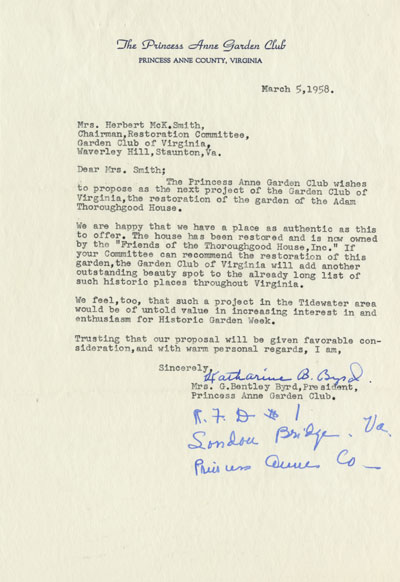 The Princess Anne Garden Club
PRINCESS ANNE COUNTY, VIRGINIA
March 5,1958.
Mrs. Herbert McK.Smith,
Chairman,Restoration Committee,
Garden Club of Virginia,
Waverley Hill,Staunton,Va.
Dear Mrs. Smith;
The Princess Anne Garden Club wishes
to propose as the next project of the Garden Club of
Virginia,the restoration of the garden of the Adam
Thoroughgood House.
We are happy that we have a place as authentic as this
to offer. The house has been restored and is now owned
by the "Friends of the Thoroughgood House,Inc." If
your Committee can recommend the restoration of this
garden,the Garden Club of Virginia will add another
outstanding beauty spot to the already long list of
such historic places throughout Virginia.
We feel,too, that such a project in the Tidewater area
would be of untold value in increasing interest in and
enthusiasm for Historic Garden Week.
Trusting that our proposal will be given favorable con-
sideration,and with warm personal regards, I am,
Sincerely,
Katharine B. Byrd.
Mrs. G.Bentley Byrd,President,
Princess Anne Garden Club.
R. F. D # 1
London Bridge. Va.
Princess Anne Co —